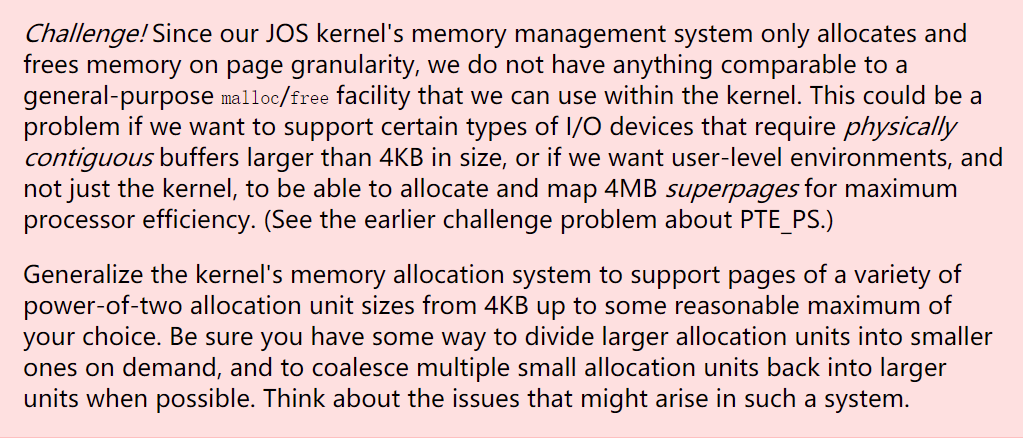 Challenge! Since our JOS kernel's memory management system only allocates and
frees memory on page granularity, we do not have anything comparable to a
general-purpose malloc/free facility that we can use within the kernel. This could be a
problem if we want to support certain types of I/O devices that require physically
contiguous buffers larger than 4KB in size, or if we want user-level environments, and
not just the kernel, to be able to allocate and map 4MB superpages for maximum
processor efficiency. (See the earlier challenge problem about PTE_PS.)
Generalize the kernel's memory allocation system to support pages of a variety of
power-of-two allocation unit sizes from 4KB up to some reasonable maximum of
your choice. Be sure you have some way to divide larger allocation units into smaller
ones on demand, and to coalesce multiple small allocation units back into larger
units when possible. Think about the issues that might arise in such a system.